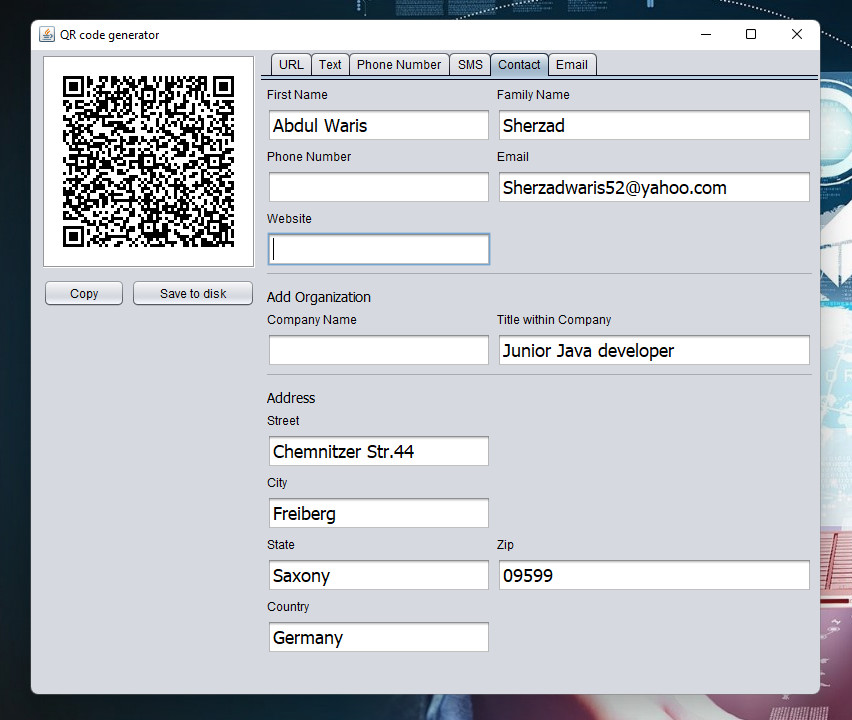 QR code generator
URL Text Phone Number SMS Contact Email
First Name Family Name
Abdul Waris Sherzad
Phone Number Email
Sherzadwaris52@yahoo.com
Website
Copy Save to disk
Add Organization
Company Name Title within Company
Junior Java developer
Address
Street
Chemnitzer Str.44
City
Freiberg
State Zip
Saxony 09599
Country
Germany